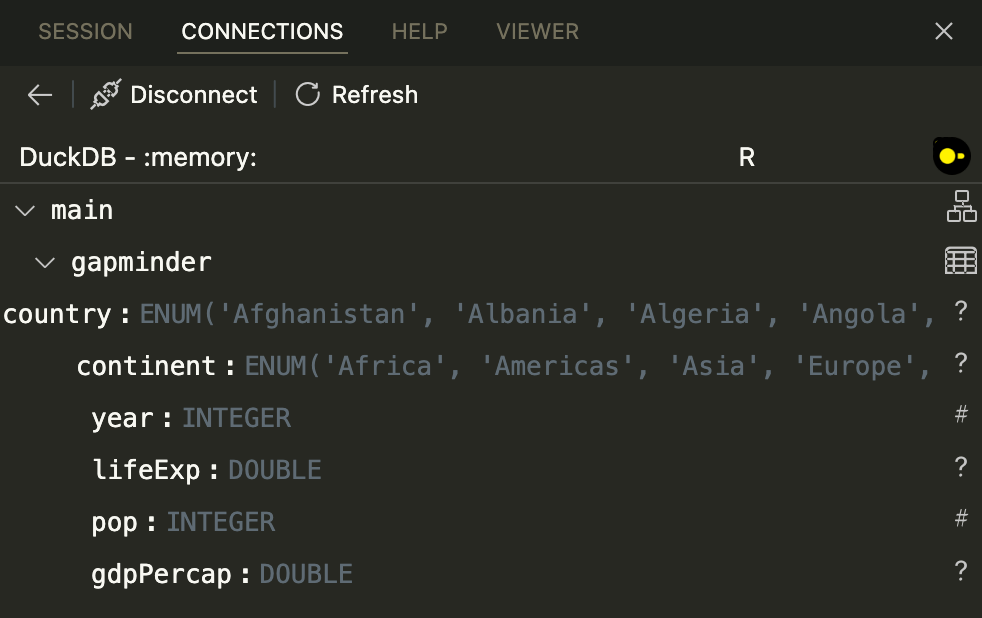 SESSION CONNECTIONS HELP VIEWER
Disconnect Refresh
DuckDB - :memory: R
main
gapminder
country : ENUM('Afghanistan', 'Albania', 'Algeria', 'Angola', ?
continent : ENUM('Africa', 'Americas', 'Asia', 'Europe', ?
year : INTEGER #
lifeExp : DOUBLE ?
pop : INTEGER #
gdpPercap : DOUBLE ?